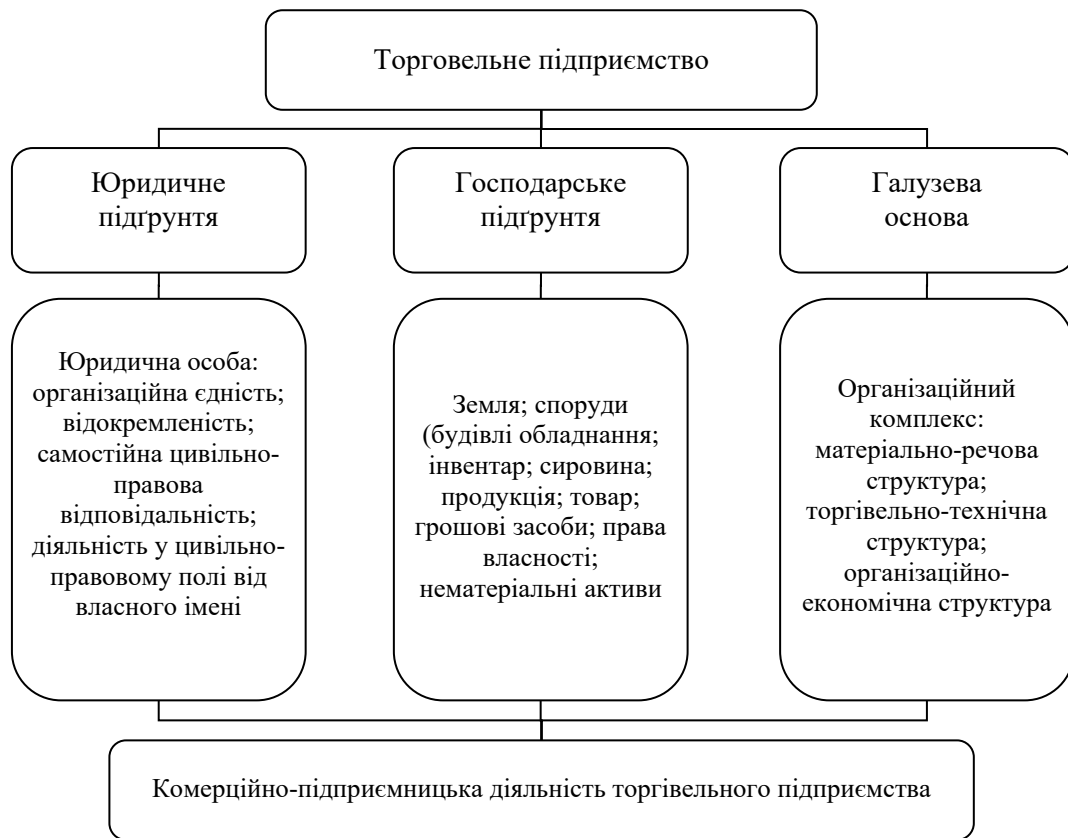 Торговельне підприємство
Юридичне
підґрунтя
Господарське
підґрунтя
Галузева
основа
Юридична особа:
організаційна єдність;
відокремленість;
самостійна цивільно-
правова
відповідальність;
діяльність у цивільно-
правовому полі від
власного імені
Земля; споруди
(будівлі обладнання;
інвентар; сировина;
продукція; товар;
грошові засоби; права
власності;
нематеріальні активи
Організаційний
комплекс:
матеріально-речова
структура;
торгівельно-технічна
структура;
організаційно-
економічна структура
Комерційно-підприємницька діяльність торгівельного підприємства